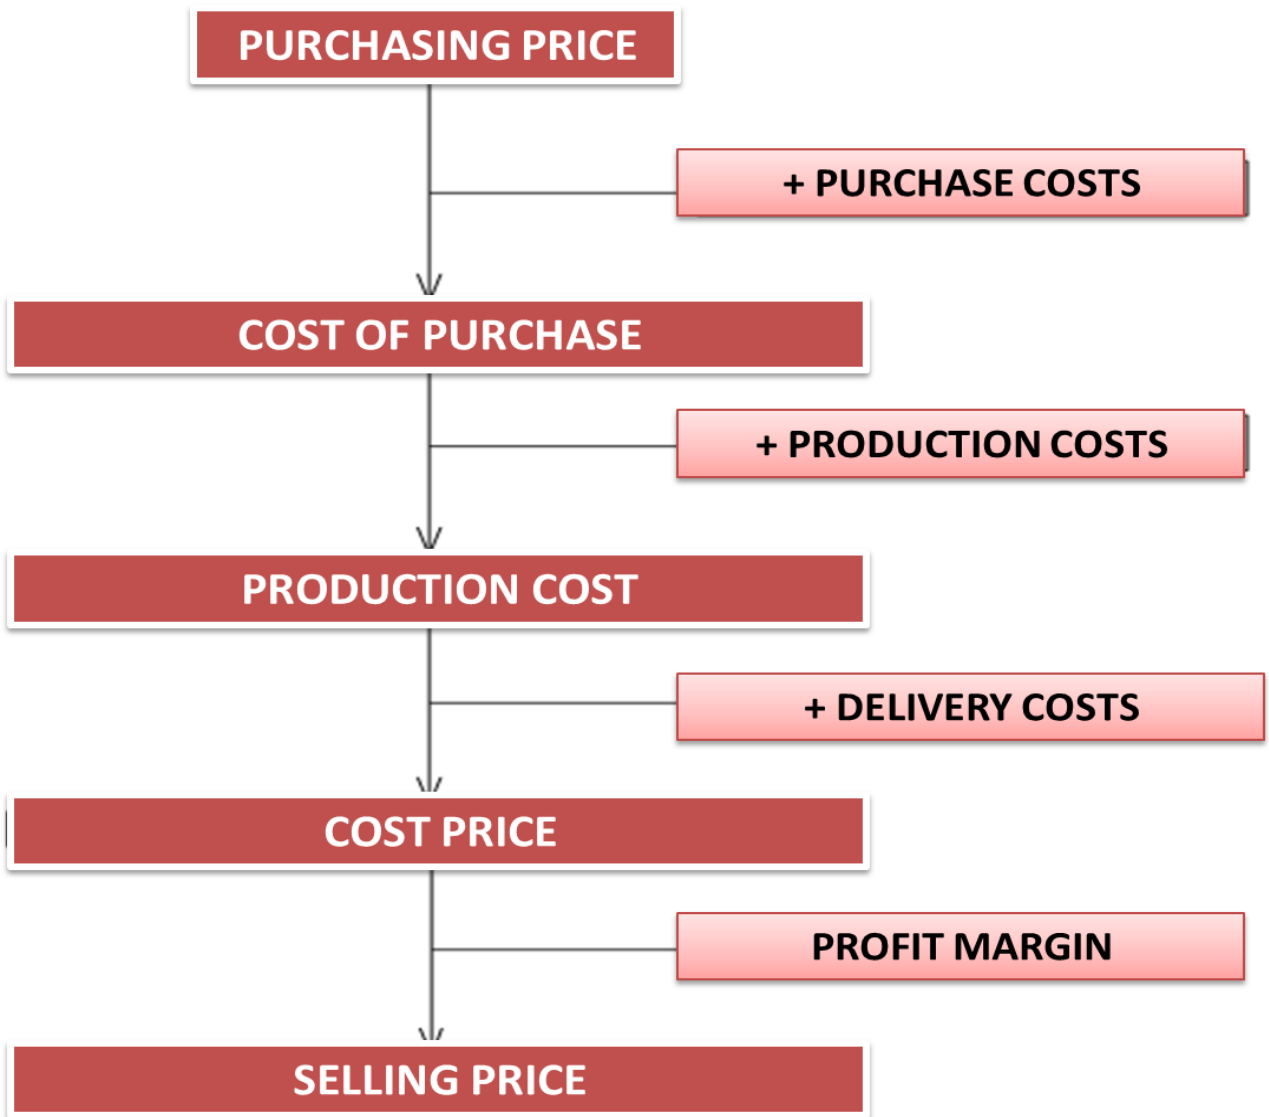 PURCHASING PRICE
+ PURCHASE COSTS
COST OF PURCHASE
+ PRODUCTION COSTS
PRODUCTION COST
+ DELIVERY COSTS
COST PRICE
PROFIT MARGIN
SELLING PRICE